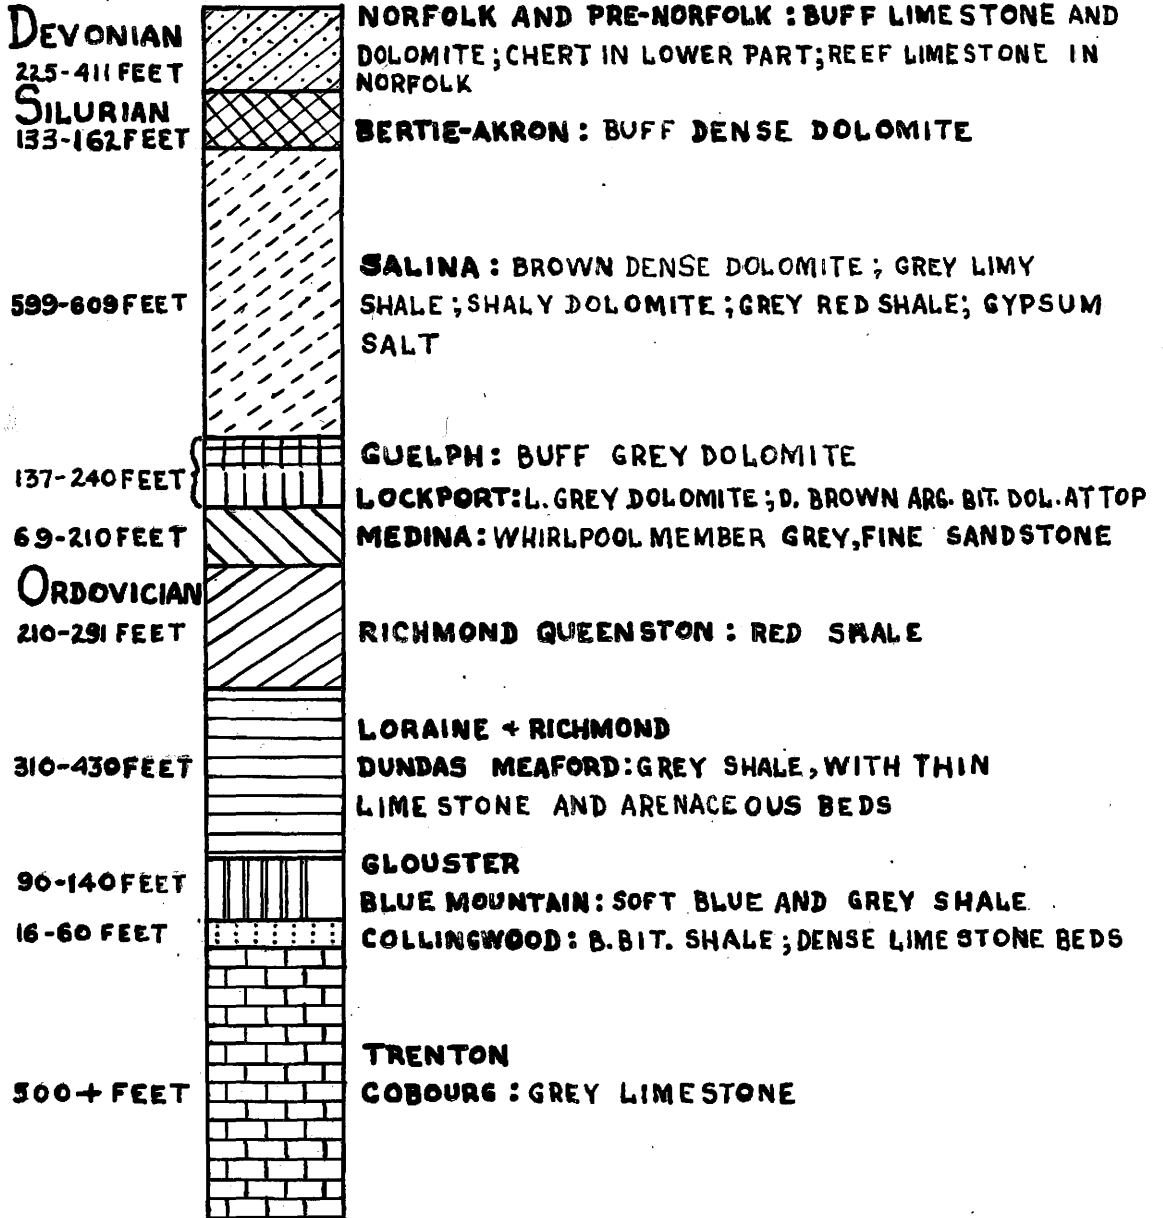 DEVONIAN
225-411 FEET
NORFOLK AND PRE-NORFOLK : BUFF LIMESTONE AND
DOLOMITE ; CHERT IN LOWER PART ; REEF LIMESTONE IN
NORFOLK
SILURIAN
133-162 FEET
BERTIE-AKRON : BUFF DENSE DOLOMITE
599-609 FEET
SALINA : BROWN DENSE DOLOMITE ; GREY LIMY
SHALE ; SHALY DOLOMITE ; GREY RED SHALE ; GYPSUM
SALT
137-240 FEET
GUELPH : BUFF GREY DOLOMITE
LOCKPORT : L. GREY DOLOMITE ; D. BROWN ARG. BIT. DOL. AT TOP
69-210 FEET
MEDINA : WHIRLPOOL MEMBER GREY, FINE SANDSTONE
ORDOVICIAN
210-291 FEET
RICHMOND QUEENSTON : RED SHALE
310-430 FEET
LORAINE + RICHMOND
DUNDAS MEAFORD : GREY SHALE, WITH THIN
LIMESTONE AND ARENACEOUS BEDS
90-140 FEET
GLOUSTER
BLUE MOUNTAIN : SOFT BLUE AND GREY SHALE
16-60 FEET
COLLINGWOOD : B. BIT. SHALE ; DENSE LIMESTONE BEDS
500+ FEET
TRENTON
COBOURG : GREY LIMESTONE